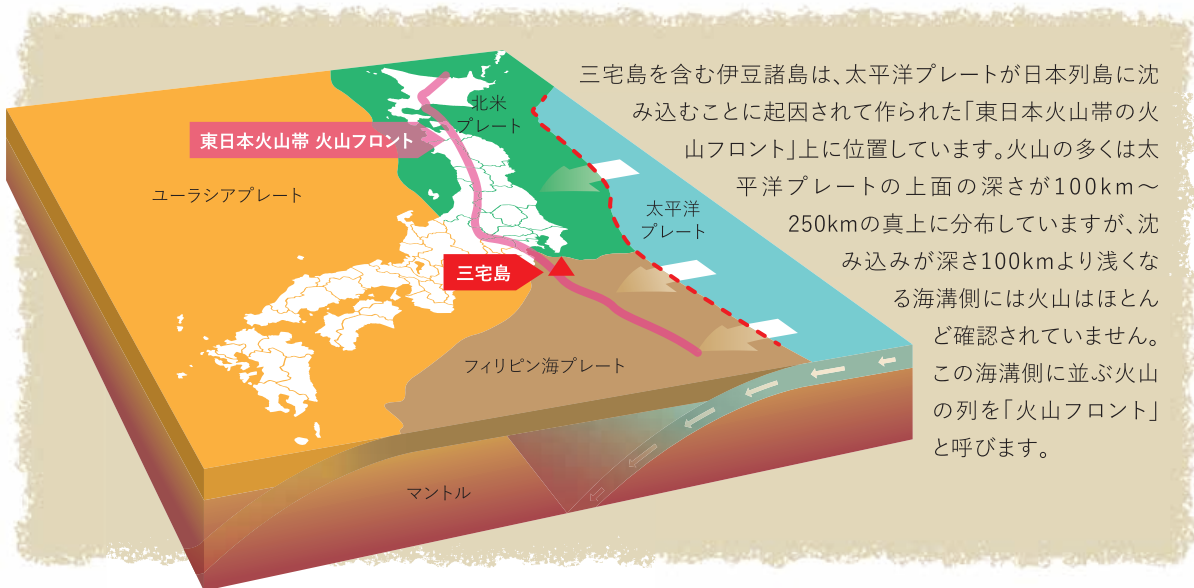 三宅島を含む伊豆諸島は、太平洋プレートが日本列島に沈
み込むことに起因されて作られた「東日本火山帯の火
山フロント」上に位置しています。火山の多くは太
平洋プレートの上面の深さが100km〜
250kmの真上に分布していますが、沈
み込みが深さ100kmより浅くな
る海溝側には火山はほとん
ど確認されていません。
この海溝側に並ぶ火山
の列を「火山フロント」
と呼びます。
北米
プレート
東日本火山帯 火山フロント
ユーラシアプレート
太平洋
プレート
三宅島
フィリピン海プレート
マントル